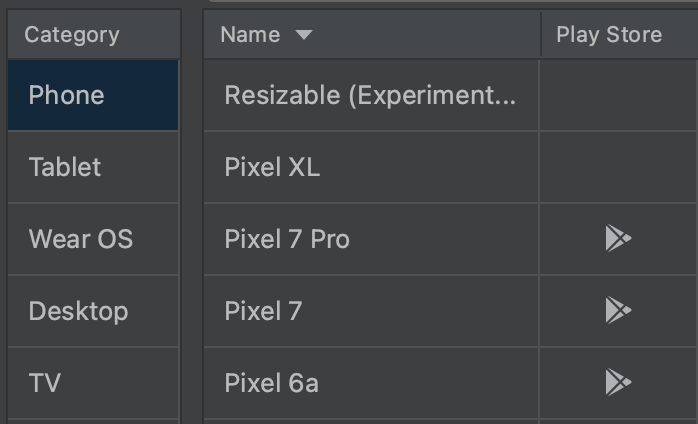 Category
Name
Play Store
Phone
Resizable (Experiment...
Tablet
Pixel XL
Wear OS
Pixel 7 Pro
Desktop
Pixel 7
TV
Pixel 6a